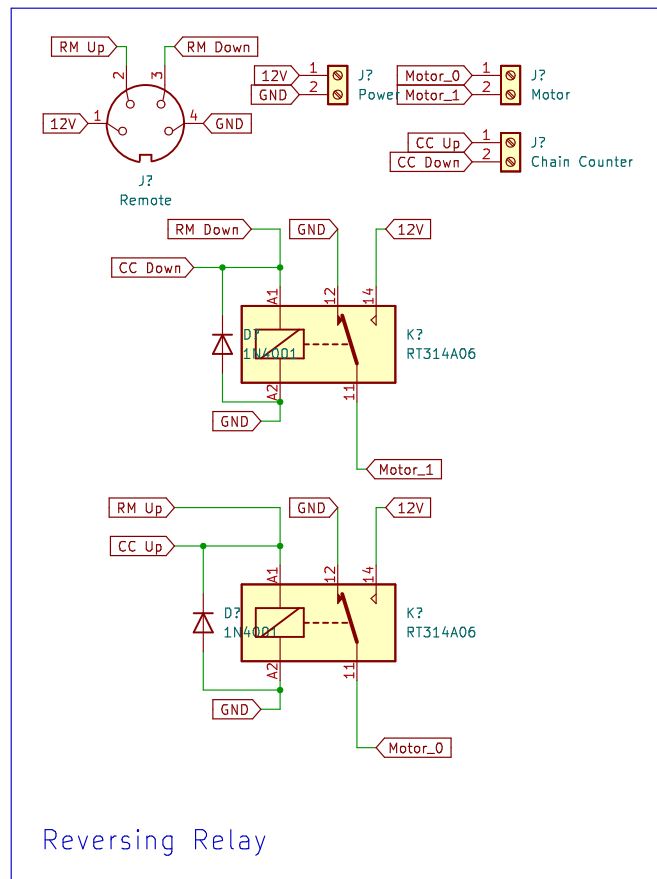 RM Up
RM Down
2
3
12V
1
4
GND
J?
Remote
12V
1
J?
GND
2
Power
Motor_0
1
J?
Motor_1
2
Motor
CC Up
1
J?
CC Down
2
Chain Counter
RM Down
GND
12V
CC Down
A1
12
14
D?
1N4001
K?
RT314A06
A2
11
GND
Motor_1
RM Up
GND
12V
CC Up
A1
12
14
D?
1N4001
K?
RT314A06
A2
11
GND
Motor_0
Reversing Relay